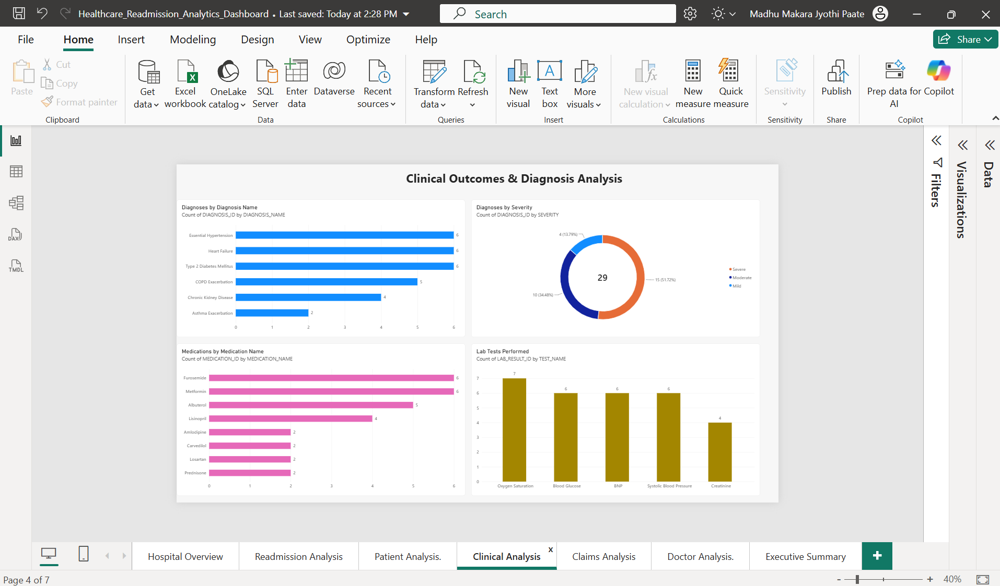 Healthcare_Readmission_Analytics_Dashboard • Last saved: Today at 2:28 PM
Search
Madhu Makara Jyothi Paate
File Home Insert Modeling Design View Optimize Help
Share
Paste
Cut
Copy
Format painter
Clipboard
Get data
Excel workbook
OneLake catalog
SQL Server
Enter data
Dataverse
Recent sources
Data
Transform data
Refresh
Queries
New visual
Text box
More visuals
Insert
New visual calculation
New measure
Quick measure
Calculations
Sensitivity
Sensitivity
Publish
Share
Prep data for AI
Copilot
Copilot
DAX
TMDL
Clinical Outcomes & Diagnosis Analysis
Diagnoses by Diagnosis Name
Count of DIAGNOSIS_ID by DIAGNOSIS_NAME
Essential Hypertension 6
Heart Failure 6
Type 2 Diabetes Mellitus 6
COPD Exacerbation 5
Chronic Kidney Disease 4
Asthma Exacerbation 2
0 1 2 3 4 5 6
Diagnoses by Severity
Count of DIAGNOSIS_ID by SEVERITY
4 (13.79%)
29
15 (51.72%)
10 (34.48%)
Severe
Moderate
Mild
Medications by Medication Name
Count of MEDICATION_ID by MEDICATION_NAME
Furosemide 6
Metformin 6
Albuterol 5
Lisinopril 4
Amlodipine 2
Carvedilol 2
Losartan 2
Prednisone 2
0 1 2 3 4 5 6
Lab Tests Performed
Count of LAB_RESULT_ID by TEST_NAME
7
6
5
4
3
2
1
0
7 6 6 6 4
Oxygen Saturation Blood Glucose BNP Systolic Blood Pressure Creatinine
Filters
Visualizations
Data
Hospital Overview Readmission Analysis Patient Analysis. Clinical Analysis x Claims Analysis Doctor Analysis. Executive Summary +
Page 4 of 7
- + 40%